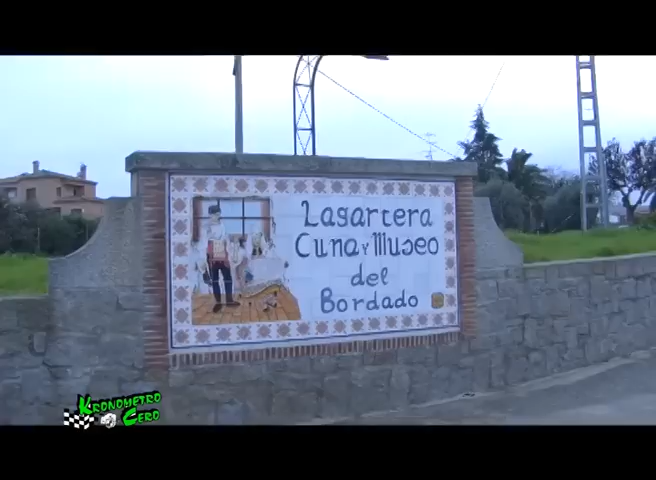 Lagartera
Cuna y Museo
del
Bordado
KRONOMETRO
CERO